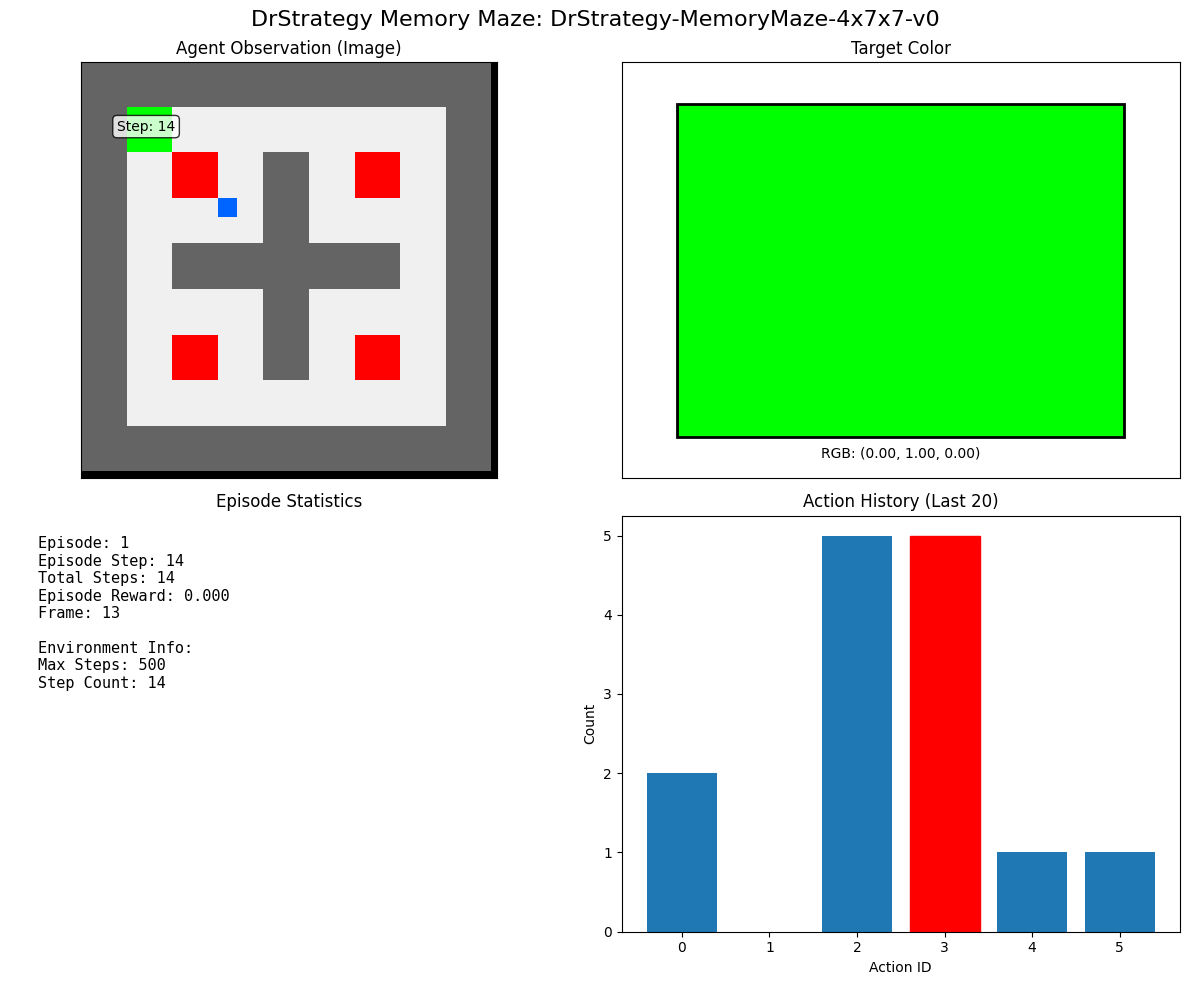 DrStrategy Memory Maze: DrStrategy-MemoryMaze-4x7x7-v0
Agent Observation (Image)
Step: 14
Target Color
RGB: (0.00, 1.00, 0.00)
Episode Statistics
Episode: 1
Episode Step: 14
Total Steps: 14
Episode Reward: 0.000
Frame: 13
Environment Info:
Max Steps: 500
Step Count: 14
Action History (Last 20)
5
4
3
2
1
0
Count
0 1 2 3 4 5
Action ID